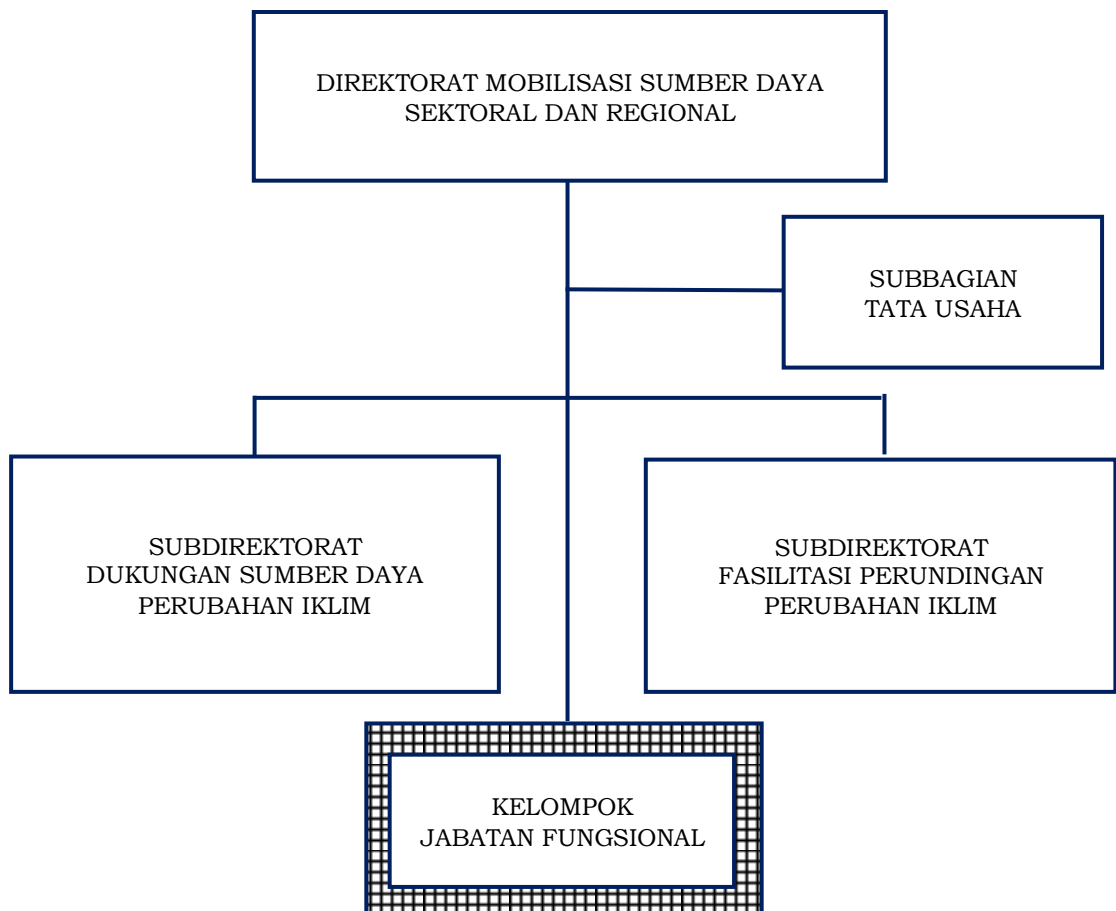 DIREKTORAT MOBILISASI SUMBER DAYA
SEKTORAL DAN REGIONAL
SUBBAGIAN
TATA USAHA
SUBDIREKTORAT
DUKUNGAN SUMBER DAYA
PERUBAHAN IKLIM
SUBDIREKTORAT
FASILITASI PERUNDINGAN
PERUBAHAN IKLIM
KELOMPOK
JABATAN FUNGSIONAL